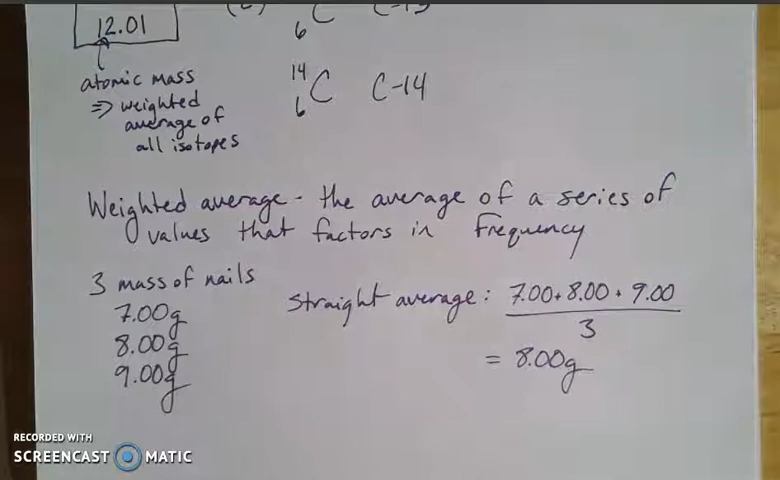 12.01
6 C C-13
atomic mass
⇒ weighted
average of
all isotopes
14
6 C C-14
Weighted average - the average of a series of
values that factors in Frequency
3 mass of nails
7.00g
8.00g
9.00g
Straight average: 7.00+8.00+9.00
3
= 8.00g
RECORDED WITH
SCREENCAST MATIC